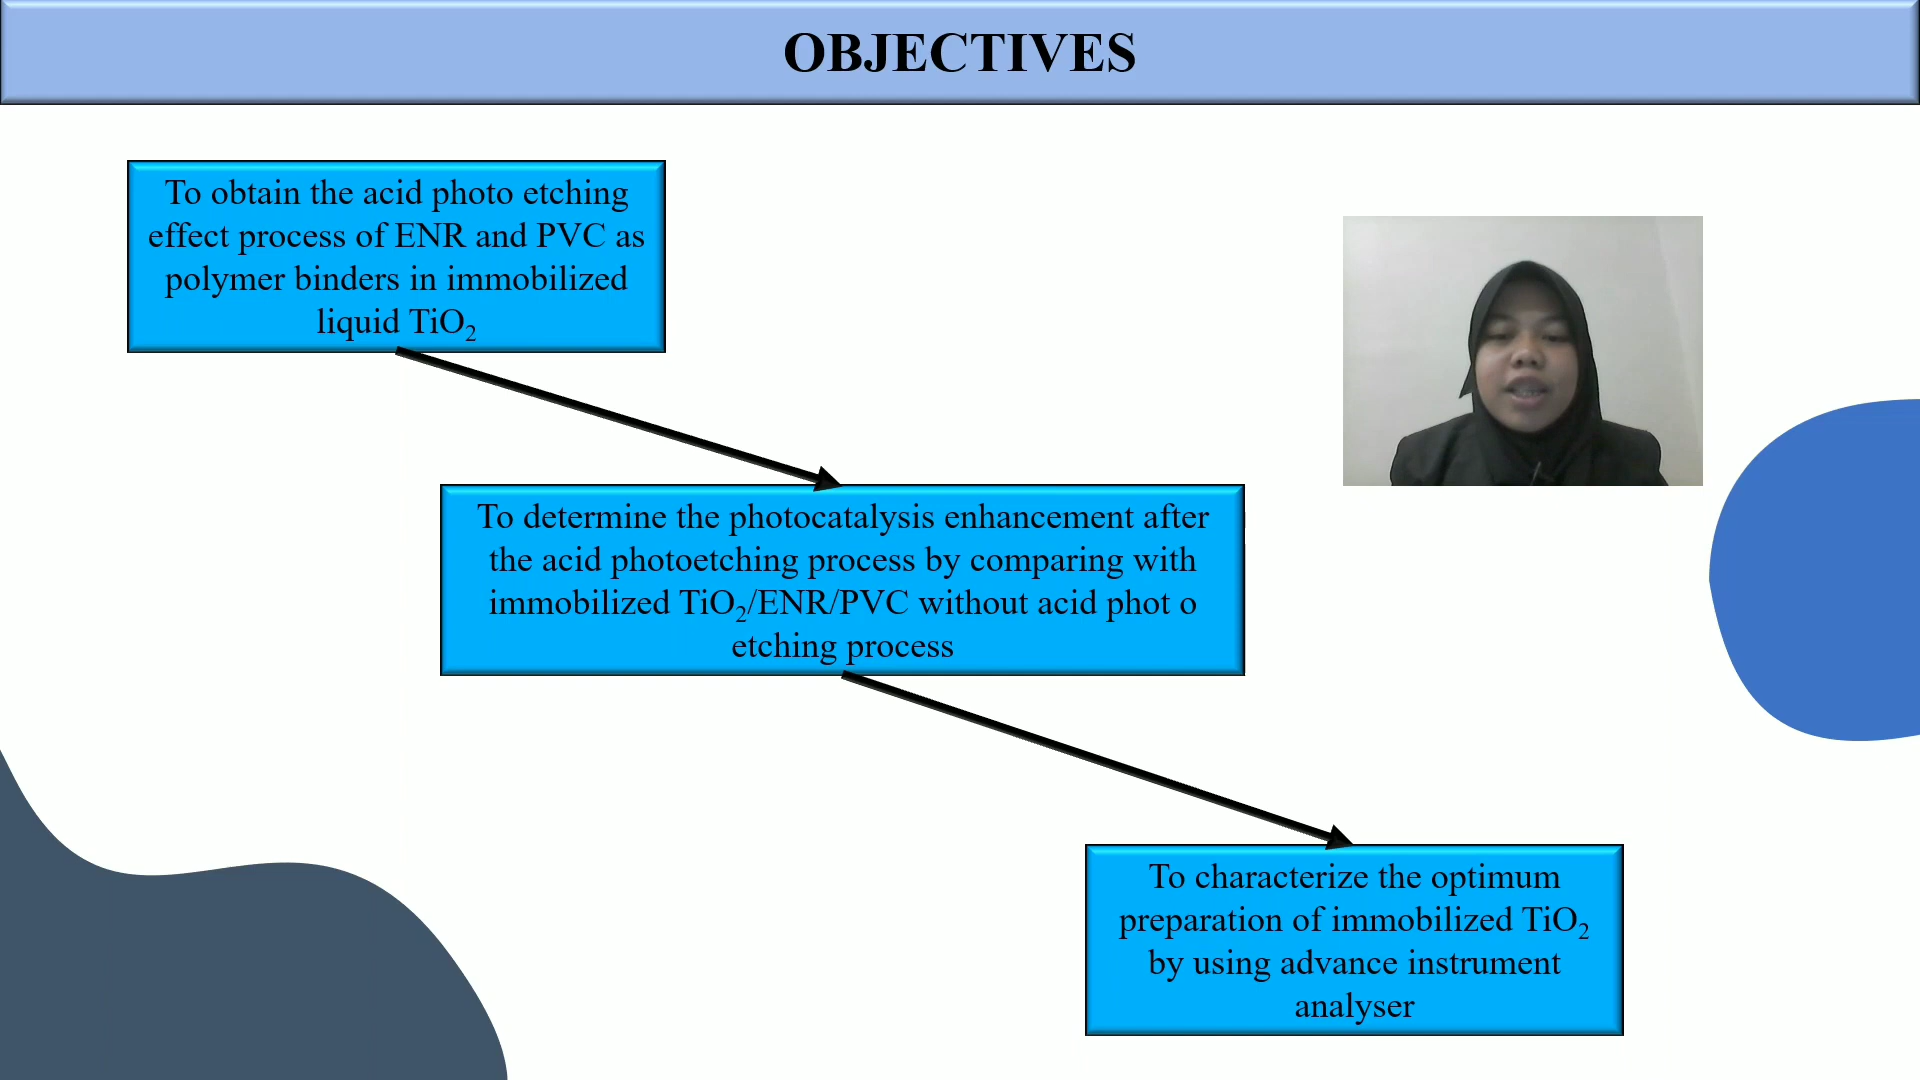 OBJECTIVES
To obtain the acid photo etching
effect process of ENR and PVC as
polymer binders in immobilized
liquid TiO₂
To determine the photocatalysis enhancement after
the acid photoetching process by comparing with
immobilized TiO₂/ENR/PVC without acid phot o
etching process
To characterize the optimum
preparation of immobilized TiO₂
by using advance instrument
analyser